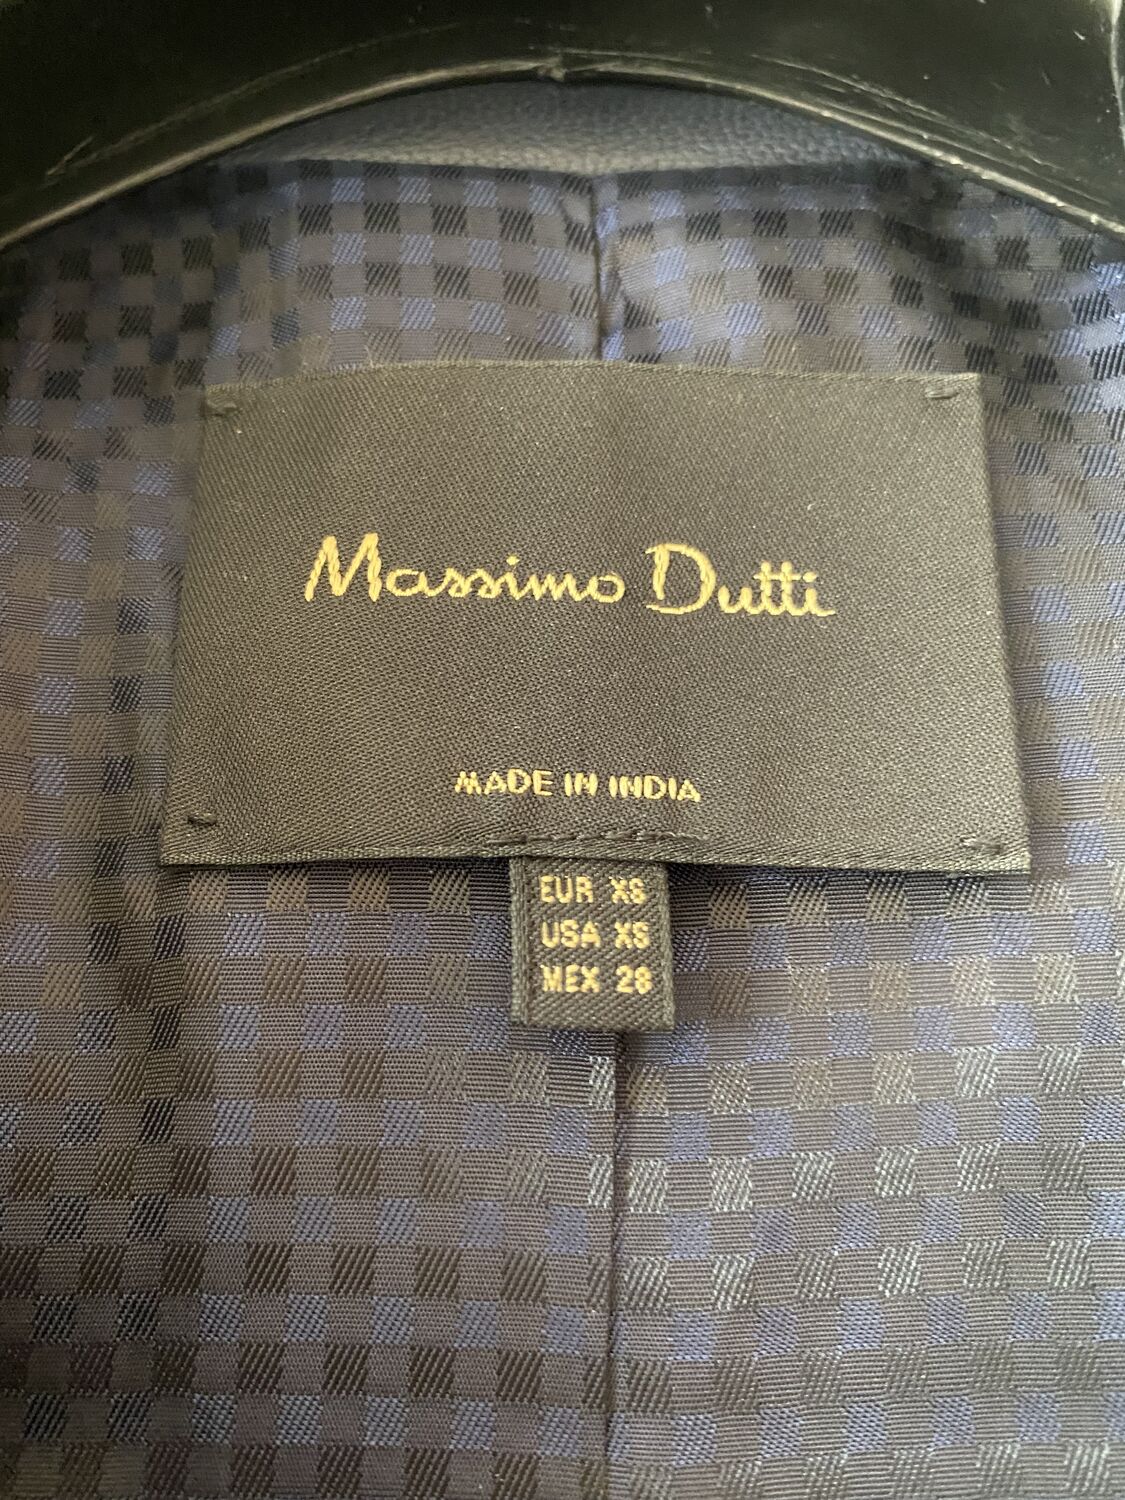 Massimo Dutti
MADE IN INDIA
EUR XS
USA XS
MEX 28